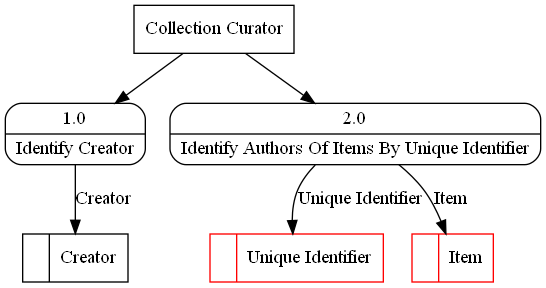 Collection Curator
1.0
Identify Creator
2.0
Identify Authors Of Items By Unique Identifier
Creator
Unique Identifier
Item
Creator
Unique Identifier
Item